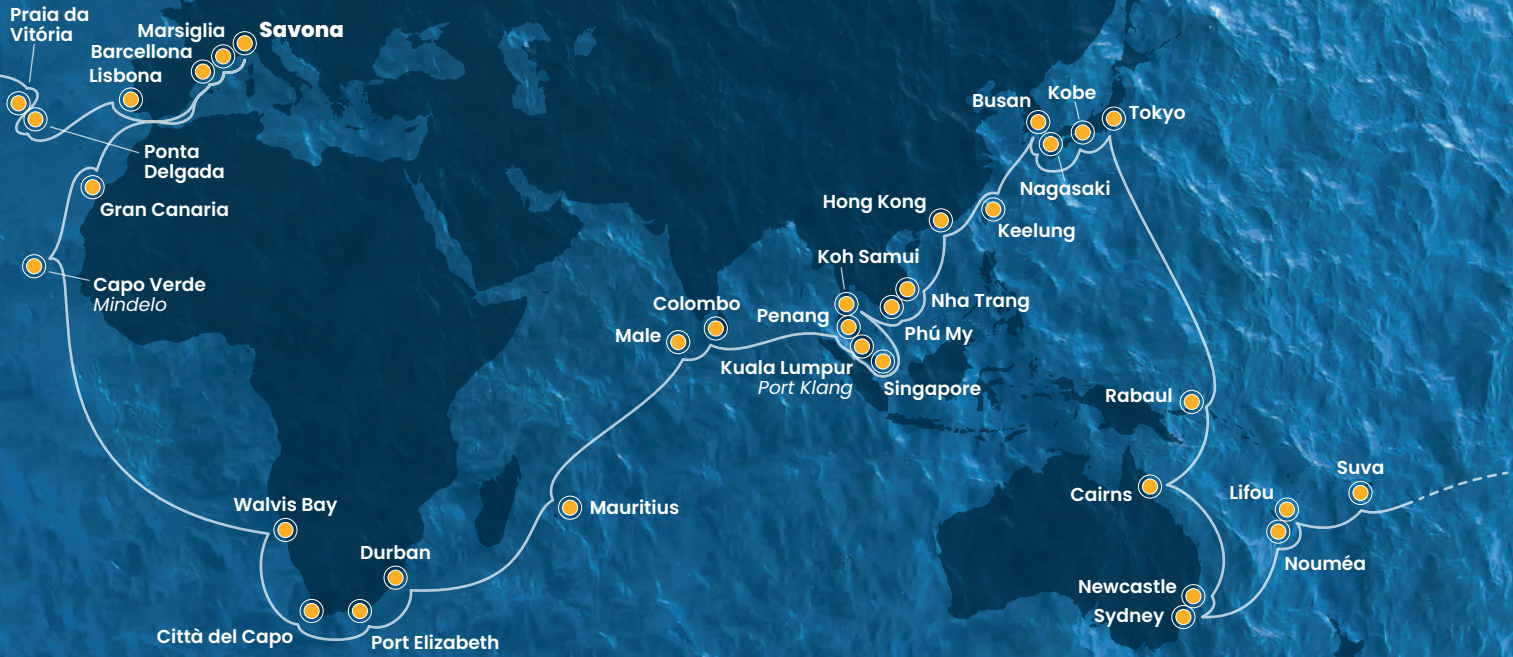 Praia da
Vitória
Marsiglia
Savona
Barcellona
Lisbona
Ponta
Delgada
Gran Canaria
Capo Verde
Mindelo
Walvis Bay
Città del Capo
Port Elizabeth
Durban
Mauritius
Male
Colombo
Penang
Kuala Lumpur
Port Klang
Singapore
Koh Samui
Phú My
Nha Trang
Hong Kong
Keelung
Busan
Nagasaki
Kobe
Tokyo
Rabaul
Cairns
Newcastle
Sydney
Nouméa
Lifou
Suva